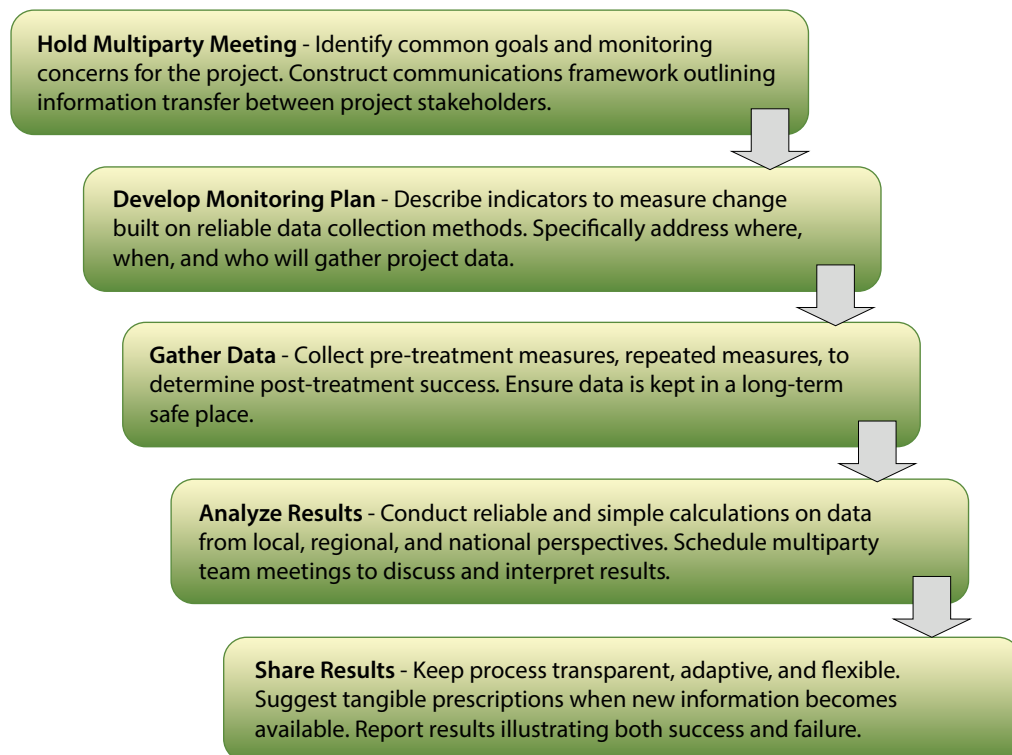 Hold Multiparty Meeting - Identify common goals and monitoring
concerns for the project. Construct communications framework outlining
information transfer between project stakeholders.
Develop Monitoring Plan - Describe indicators to measure change
built on reliable data collection methods. Specifically address where,
when, and who will gather project data.
Gather Data - Collect pre-treatment measures, repeated measures, to
determine post-treatment success. Ensure data is kept in a long-term
safe place.
Analyze Results - Conduct reliable and simple calculations on data
from local, regional, and national perspectives. Schedule multiparty
team meetings to discuss and interpret results.
Share Results - Keep process transparent, adaptive, and flexible.
Suggest tangible prescriptions when new information becomes
available. Report results illustrating both success and failure.